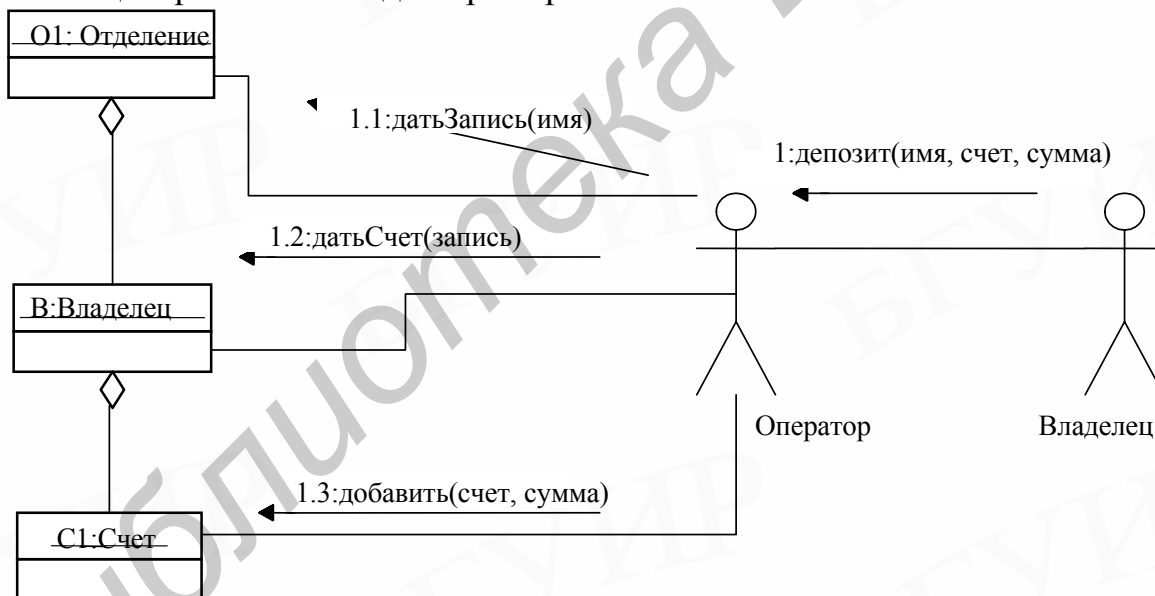 О1: Отделение
1.1:датьЗапись(имя)
1:депозит(имя, счет, сумма)
1.2:датьСчет(запись)
В:Владелец
Оператор
Владелец
1.3:добавить(счет, сумма)
С1:Счет
БГУИР